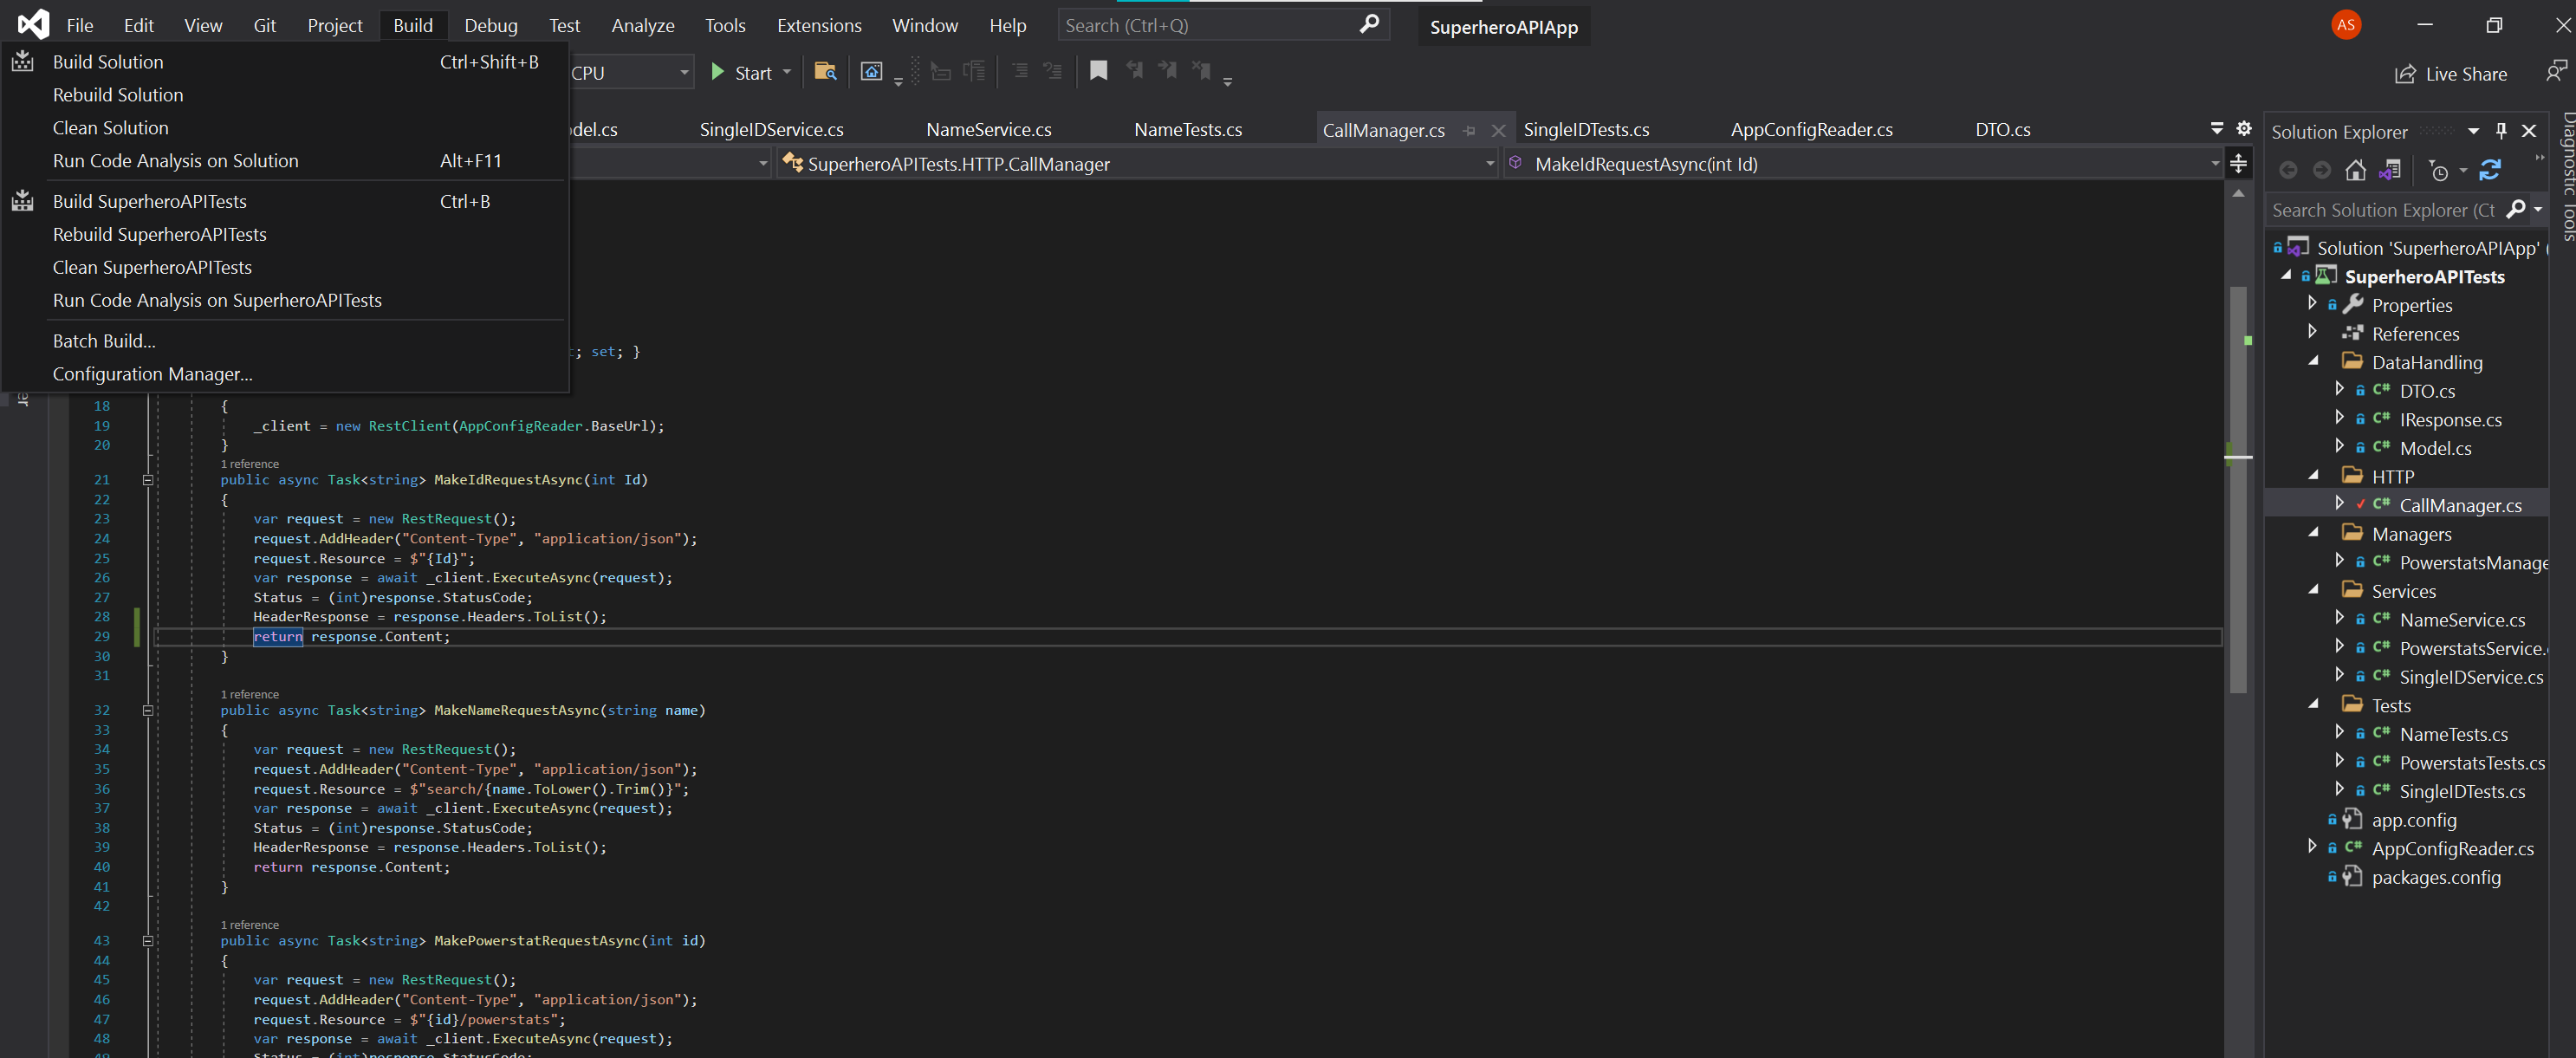 File Edit View Git Project Build Debug Test Analyze Tools Extensions Window Help Search (Ctrl+Q) SuperheroAPIApp AS
Build Solution Ctrl+Shift+B
Rebuild Solution
Clean Solution
Run Code Analysis on Solution Alt+F11
Build SuperheroAPITests Ctrl+B
Rebuild SuperheroAPITests
Clean SuperheroAPITests
Run Code Analysis on SuperheroAPITests
Batch Build...
Configuration Manager...
CPU Start Live Share
del.cs SingleIDService.cs NameService.cs NameTests.cs CallManager.cs SingleIDTests.cs AppConfigReader.cs DTO.cs
SuperheroAPITests.HTTP.CallManager MakeIdRequestAsync(int Id)
; set; }
er
18 {
19 _client = new RestClient(AppConfigReader.BaseUrl);
20 }
1 reference
21 public async Task<string> MakeIdRequestAsync(int Id)
22 {
23 var request = new RestRequest();
24 request.AddHeader("Content-Type", "application/json");
25 request.Resource = $"{Id}";
26 var response = await _client.ExecuteAsync(request);
27 Status = (int)response.StatusCode;
28 HeaderResponse = response.Headers.ToList();
29 return response.Content;
30 }
31
1 reference
32 public async Task<string> MakeNameRequestAsync(string name)
33 {
34 var request = new RestRequest();
35 request.AddHeader("Content-Type", "application/json");
36 request.Resource = $"search/{name.ToLower().Trim()}";
37 var response = await _client.ExecuteAsync(request);
38 Status = (int)response.StatusCode;
39 HeaderResponse = response.Headers.ToList();
40 return response.Content;
41 }
42
1 reference
43 public async Task<string> MakePowerstatRequestAsync(int id)
44 {
45 var request = new RestRequest();
46 request.AddHeader("Content-Type", "application/json");
47 request.Resource = $"{id}/powerstats";
48 var response = await _client.ExecuteAsync(request);
49 Status = (int)response.StatusCode;
Solution Explorer
Search Solution Explorer (Ct
Solution 'SuperheroAPIApp' (
SuperheroAPITests
Properties
References
DataHandling
C# DTO.cs
C# IResponse.cs
C# Model.cs
HTTP
C# CallManager.cs
Managers
C# PowerstatsManage
Services
C# NameService.cs
C# PowerstatsService.
C# SingleIDService.cs
Tests
C# NameTests.cs
C# PowerstatsTests.cs
C# SingleIDTests.cs
app.config
C# AppConfigReader.cs
packages.config
Diagnostic Tools